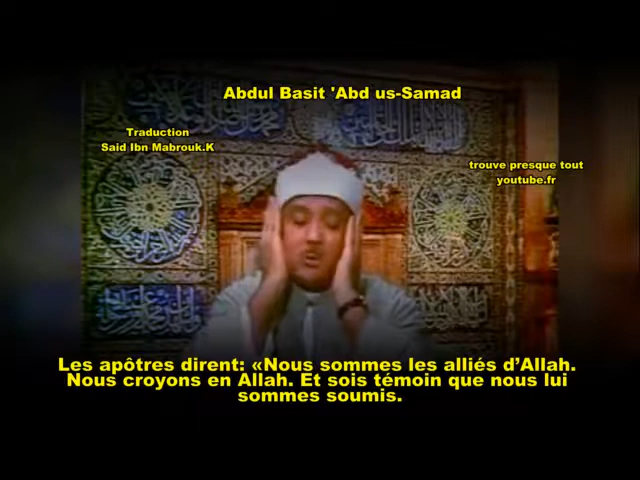 Abdul Basit 'Abd us-Samad
Traduction
Said Ibn Mabrouk.K
trouve presque tout
youtube.fr
Les apôtres dirent: «Nous sommes les alliés d’Allah.
Nous croyons en Allah. Et sois témoin que nous lui
sommes soumis.